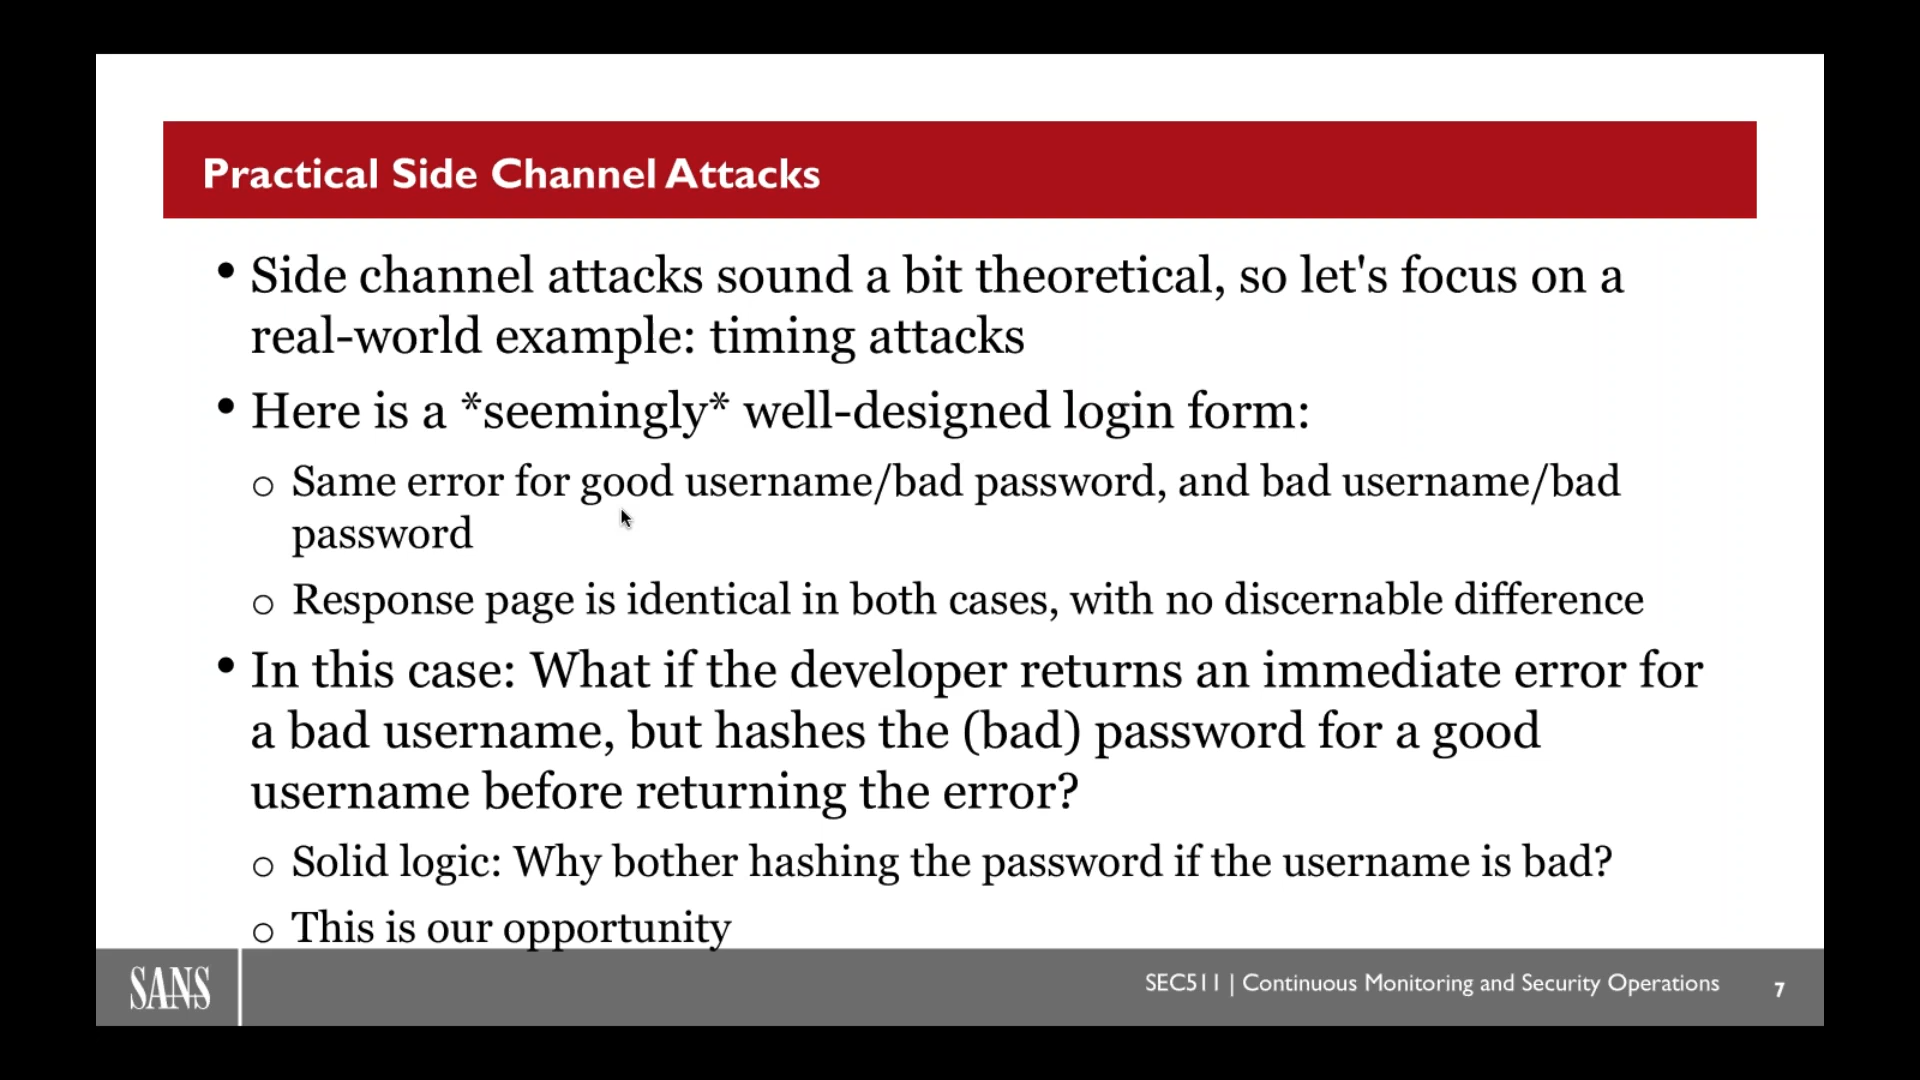 Practical Side Channel Attacks
• Side channel attacks sound a bit theoretical, so let's focus on a
real-world example: timing attacks
• Here is a *seemingly* well-designed login form:
o Same error for good username/bad password, and bad username/bad
password
o Response page is identical in both cases, with no discernable difference
• In this case: What if the developer returns an immediate error for
a bad username, but hashes the (bad) password for a good
username before returning the error?
o Solid logic: Why bother hashing the password if the username is bad?
o This is our opportunity
SANS
SEC511 | Continuous Monitoring and Security Operations
7